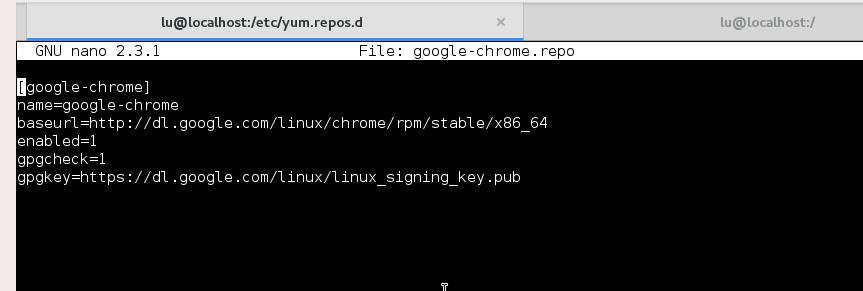 lu@localhost:/etc/yum.repos.d × lu@localhost:/
GNU nano 2.3.1 File: google-chrome.repo
[google-chrome]
name=google-chrome
baseurl=http://dl.google.com/linux/chrome/rpm/stable/x86_64
enabled=1
gpgcheck=1
gpgkey=https://dl.google.com/linux/linux_signing_key.pub